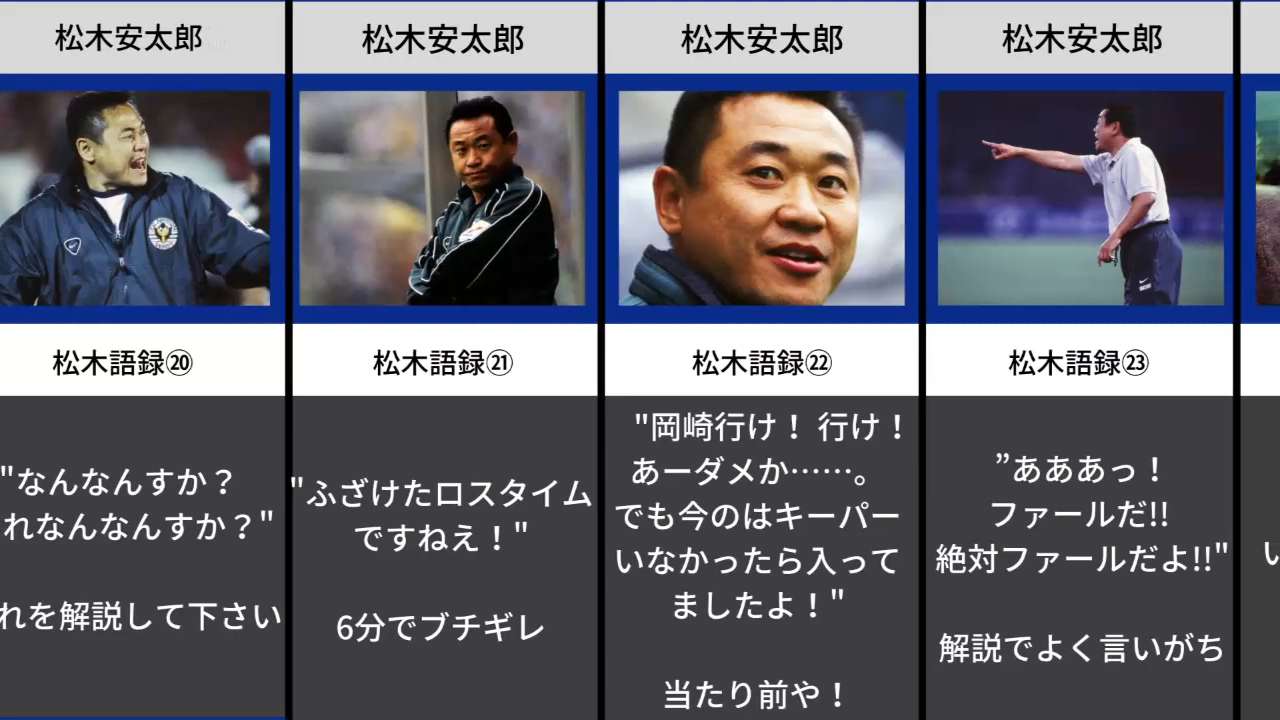 松木安太郎
松木語録⑳
"なんなんすか？
れなんなんすか？"
れを解説して下さい
松木安太郎
松木語録㉑
"ふざけたロスタイム
ですねえ！"
6分でブチギレ
松木安太郎
松木語録㉒
"岡崎行け！ 行け！
あーダメか……。
でも今のはキーパー
いなかったら入って
ましたよ！"
当たり前や！
松木安太郎
松木語録㉓
”あああっ！
ファールだ!!
絶対ファールだよ!!"
解説でよく言いがち
い